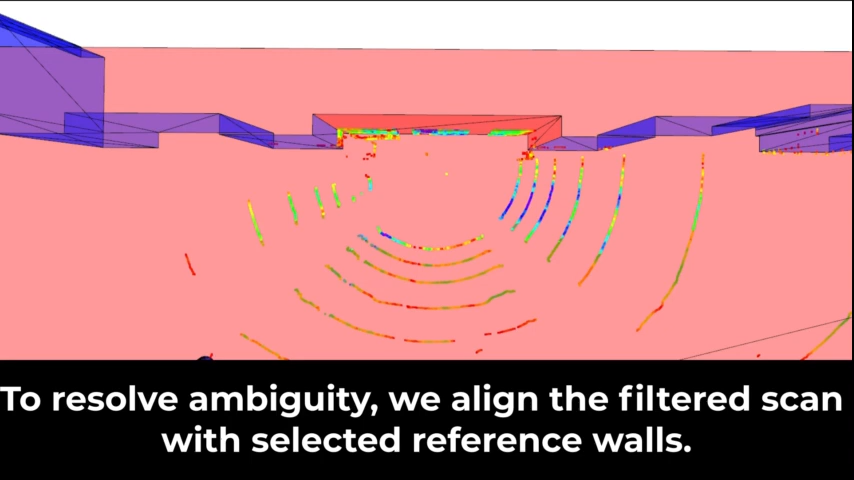 To resolve ambiguity, we align the filtered scan
with selected reference walls.